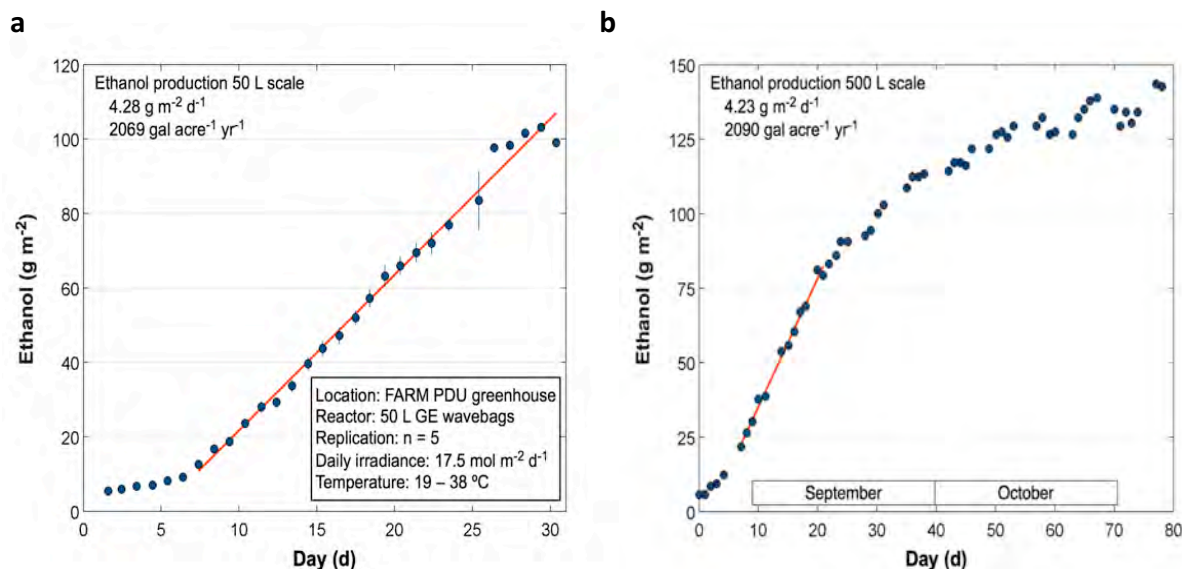 a
120
100
80
60
40
20
0
Ethanol (g m⁻²)
Ethanol production 50 L scale
4.28 g m⁻² d⁻¹
2069 gal acre⁻¹ yr⁻¹
Location: FARM PDU greenhouse
Reactor: 50 L GE wavebags
Replication: n = 5
Daily irradiance: 17.5 mol m⁻² d⁻¹
Temperature: 19 – 38 ºC
0 5 10 15 20 25 30
Day (d)
b
150
125
100
75
50
25
0
Ethanol (g m⁻²)
Ethanol production 500 L scale
4.23 g m⁻² d⁻¹
2090 gal acre⁻¹ yr⁻¹
September October
0 10 20 30 40 50 60 70 80
Day (d)